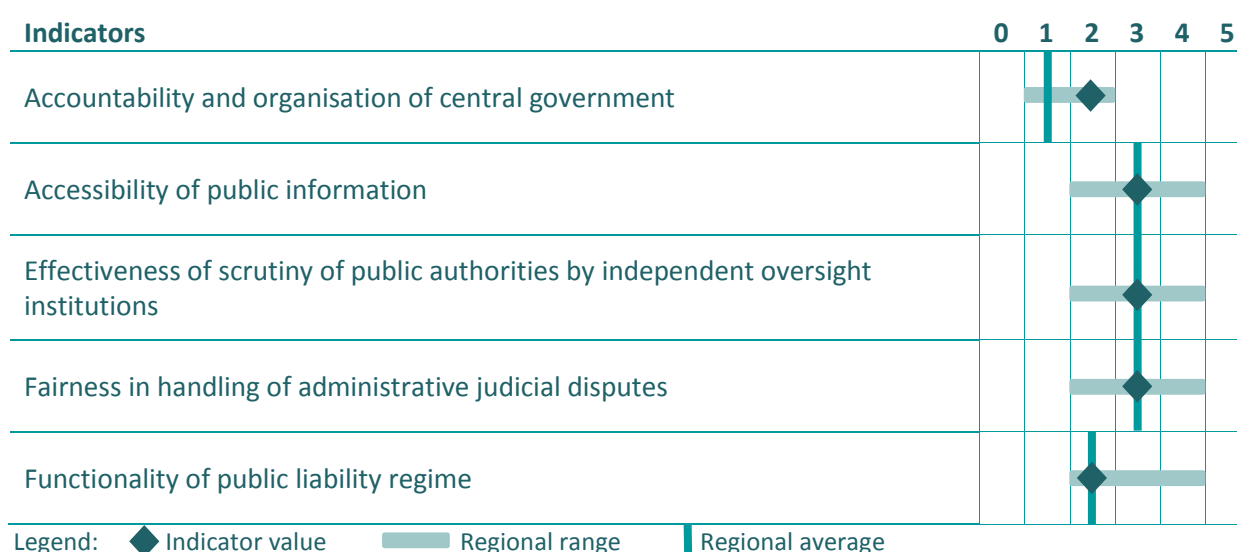 Indicators 0 1 2 3 4 5
Accountability and organisation of central government
Accessibility of public information
Effectiveness of scrutiny of public authorities by independent oversight
institutions
Fairness in handling of administrative judicial disputes
Functionality of public liability regime
Legend: Indicator value Regional range Regional average